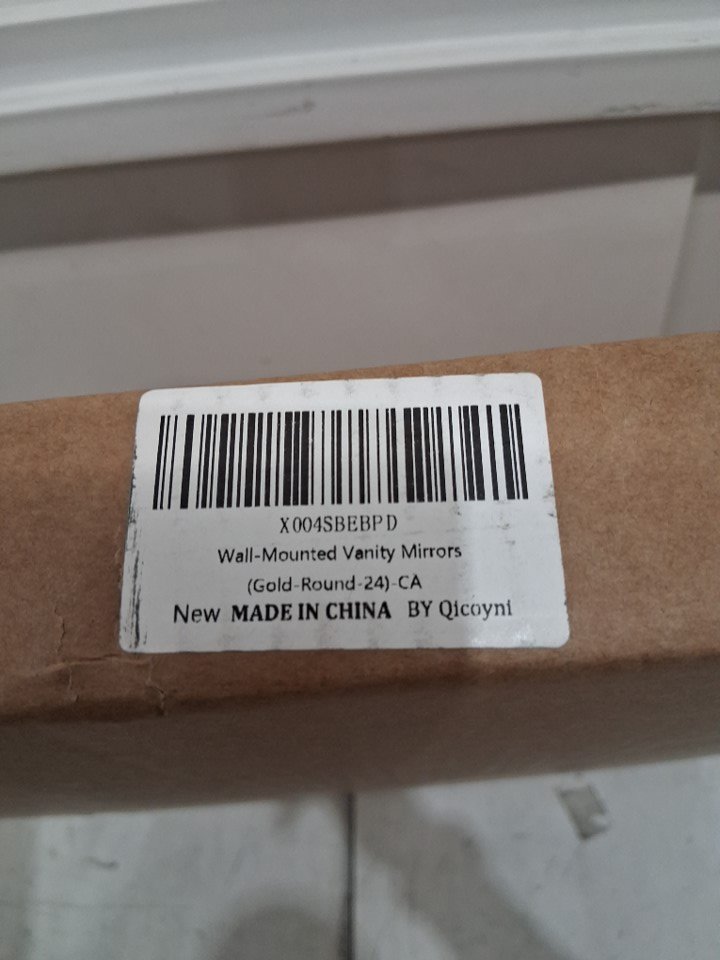 X004SBEBPD
Wall-Mounted Vanity Mirrors
(Gold-Round-24)-CA
New MADE IN CHINA BY Qicoyni